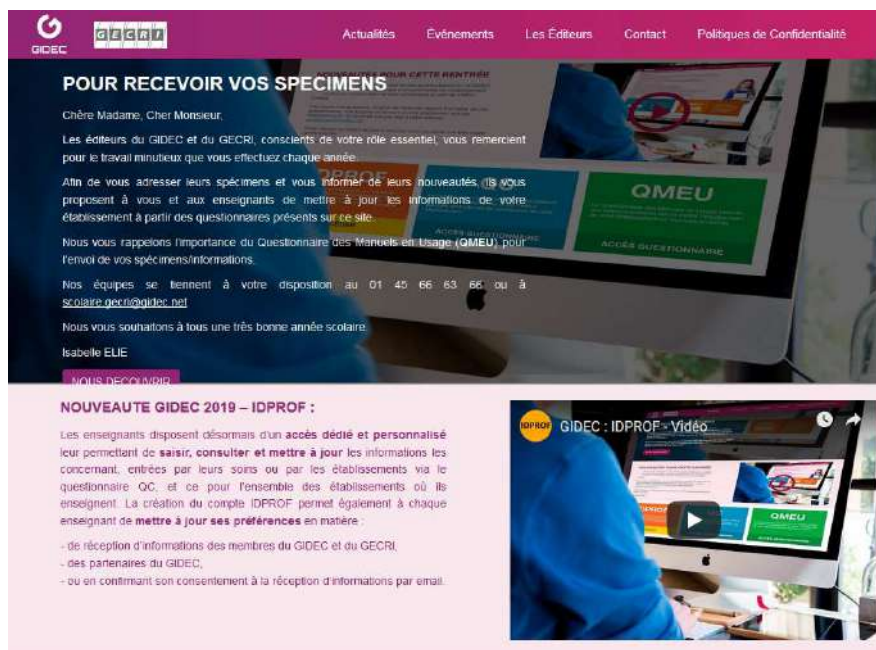 GIDEC
GECRI
Actualités Événements Les Éditeurs Contact Politiques de Confidentialité
POUR RECEVOIR VOS SPECIMENS
Chère Madame, Cher Monsieur,
Les éditeurs du GIDEC et du GECRI, conscients de votre rôle essentiel, vous remercient
pour le travail minutieux que vous effectuez chaque année.
Afin de vous adresser leurs spécimens et vous informer de leurs nouveautés, ils vous
proposent à vous et aux enseignants de mettre à jour les informations de votre
établissement à partir des questionnaires présents sur ce site.
Nous vous rappelons l'importance du Questionnaire des Manuels en Usage (QMEU) pour
l'envoi de vos spécimens/informations.
Nos équipes se tiennent à votre disposition au 01 45 66 63 66 ou à
scolaire.gecri@gidec.net
Nous vous souhaitons à tous une très bonne année scolaire.
Isabelle ELIE
NOUS DECOUVRIR
NOUVEAUTÉS POUR CETTE RENTRÉE
IDPROF
QMEU
ACCÈS QUESTIONNAIRE
ACCÈS QUESTIONNAIRE
NOUVEAUTE GIDEC 2019 – IDPROF :
Les enseignants disposent désormais d'un accès dédié et personnalisé
leur permettant de saisir, consulter et mettre à jour les informations les
concernant, entrées par leurs soins ou par les établissements via le
questionnaire QC, et ce pour l'ensemble des établissements où ils
enseignent. La création du compte IDPROF permet également à chaque
enseignant de mettre à jour ses préférences en matière :
- de réception d'informations des membres du GIDEC et du GECRI,
- des partenaires du GIDEC,
- ou en confirmant son consentement à la réception d'informations par email.
IDPROF GIDEC : IDPROF - Vidéo
QMEU